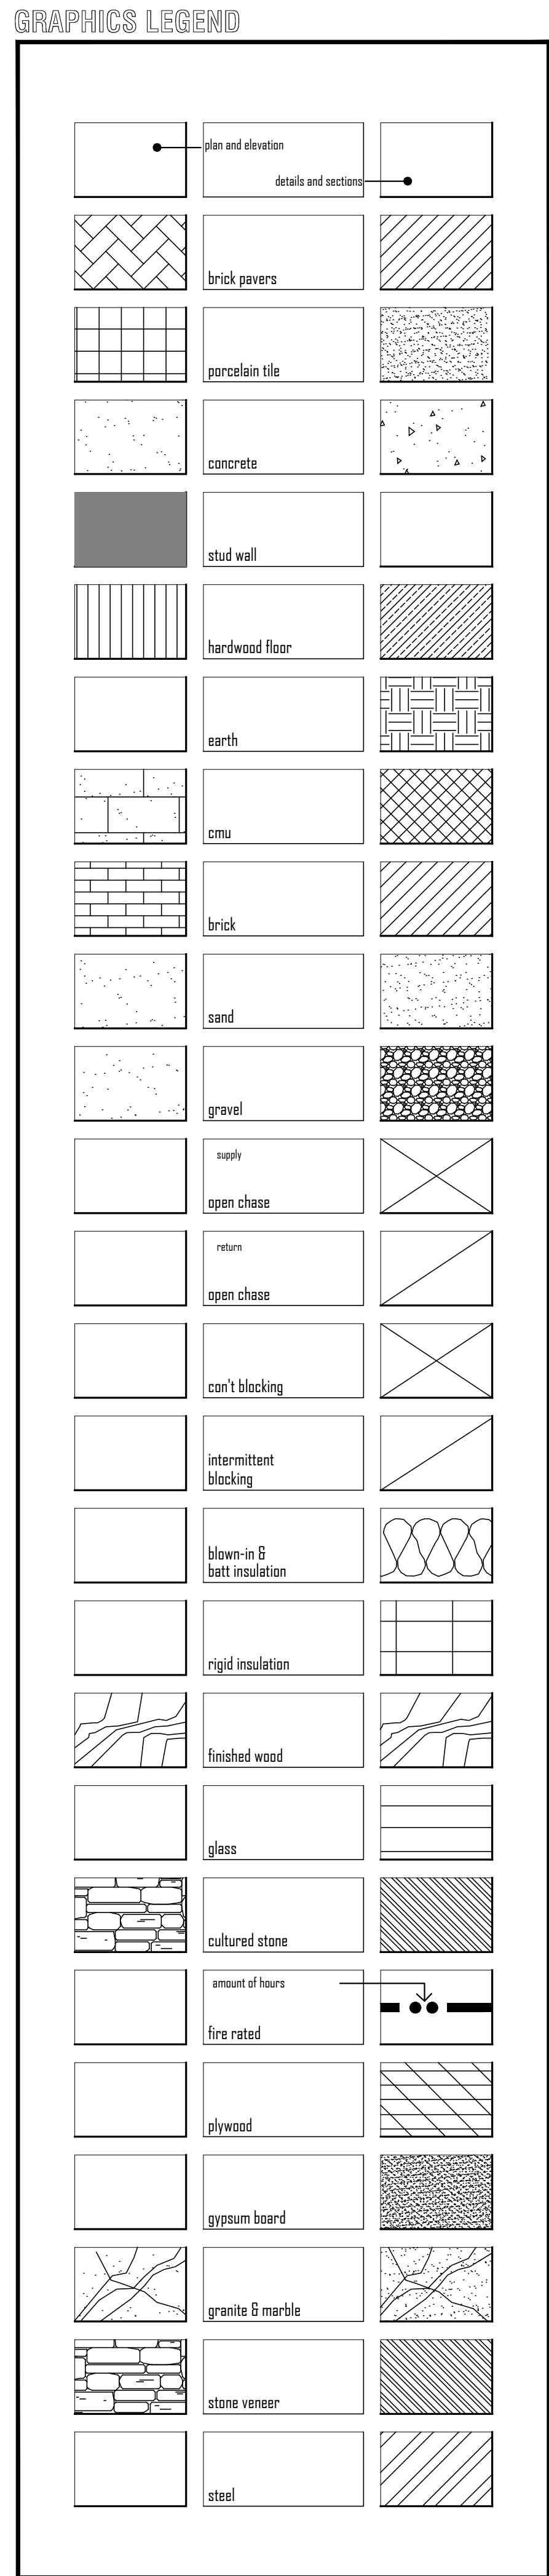 GRAPHICS LEGEND
plan and elevation
details and sections
brick pavers
porcelain tile
concrete
stud wall
hardwood floor
earth
cmu
brick
sand
gravel
supply
open chase
return
open chase
con't blocking
intermittent
blocking
blown-in &
batt insulation
rigid insulation
finished wood
glass
cultured stone
amount of hours
fire rated
plywood
gypsum board
granite & marble
stone veneer
steel